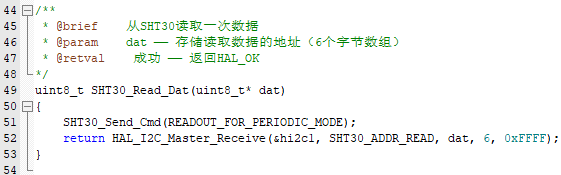 44 /**
45  * @brief    从SHT30读取一次数据
46  * @param    dat —— 存储读取数据的地址（6个字节数组）
47  * @retval    成功 —— 返回HAL_OK
48 */
49 uint8_t SHT30_Read_Dat(uint8_t* dat)
50 {
51     SHT30_Send_Cmd(READOUT_FOR_PERIODIC_MODE);
52     return HAL_I2C_Master_Receive(&hi2c1, SHT30_ADDR_READ, dat, 6, 0xFFFF);
53 }
54